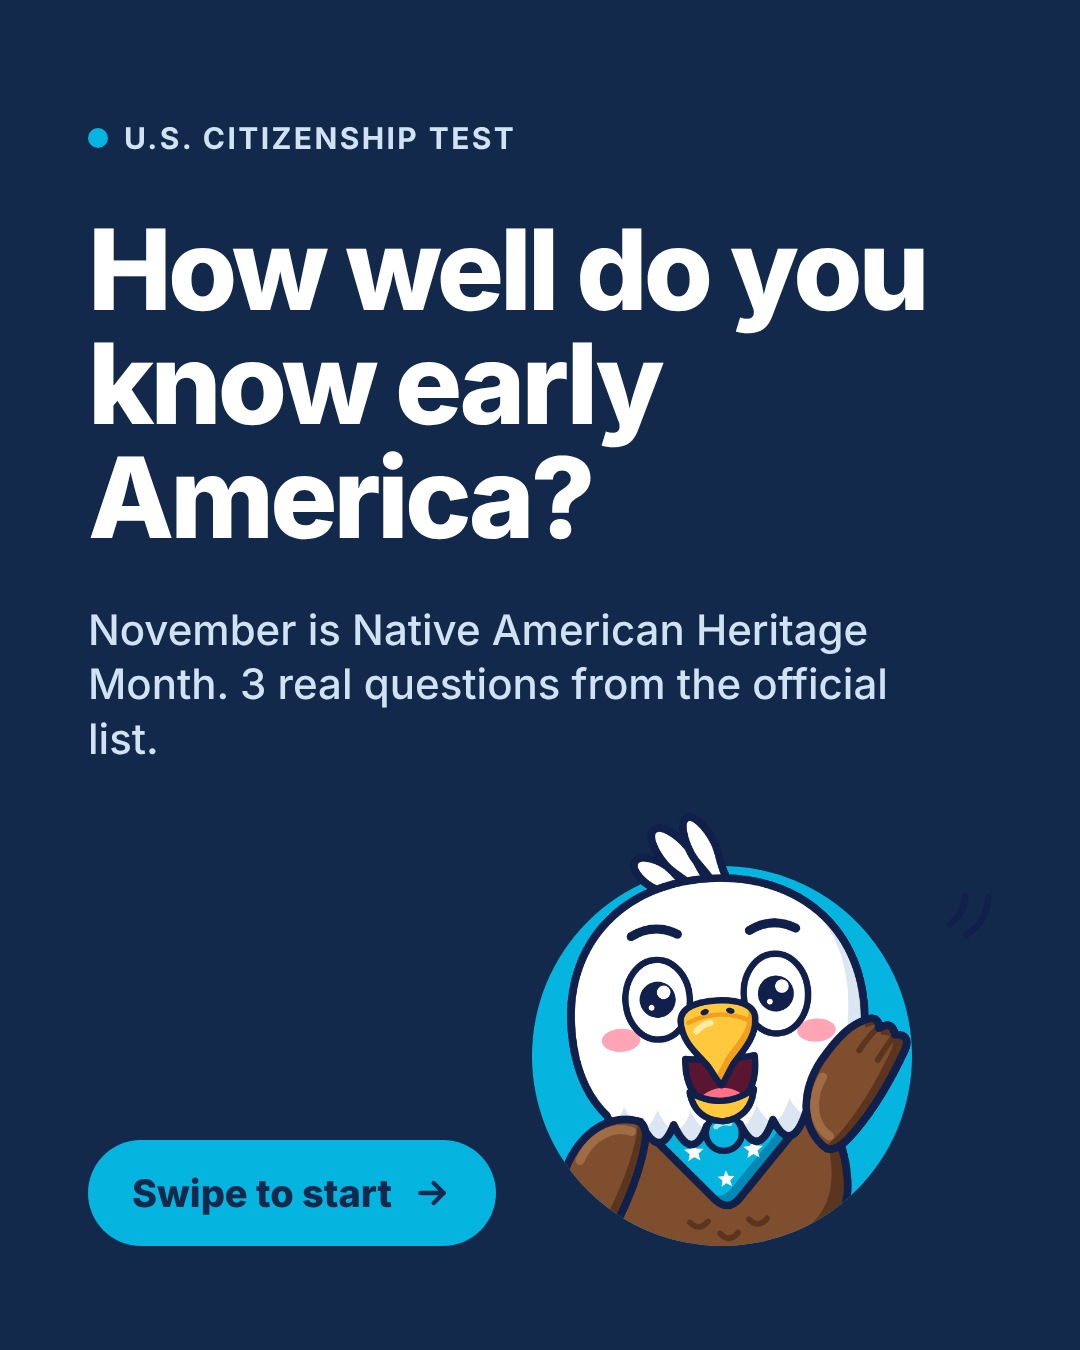 U.S. CITIZENSHIP TEST
How well do you
know early
America?
November is Native American Heritage
Month. 3 real questions from the official
list.
Swipe to start →